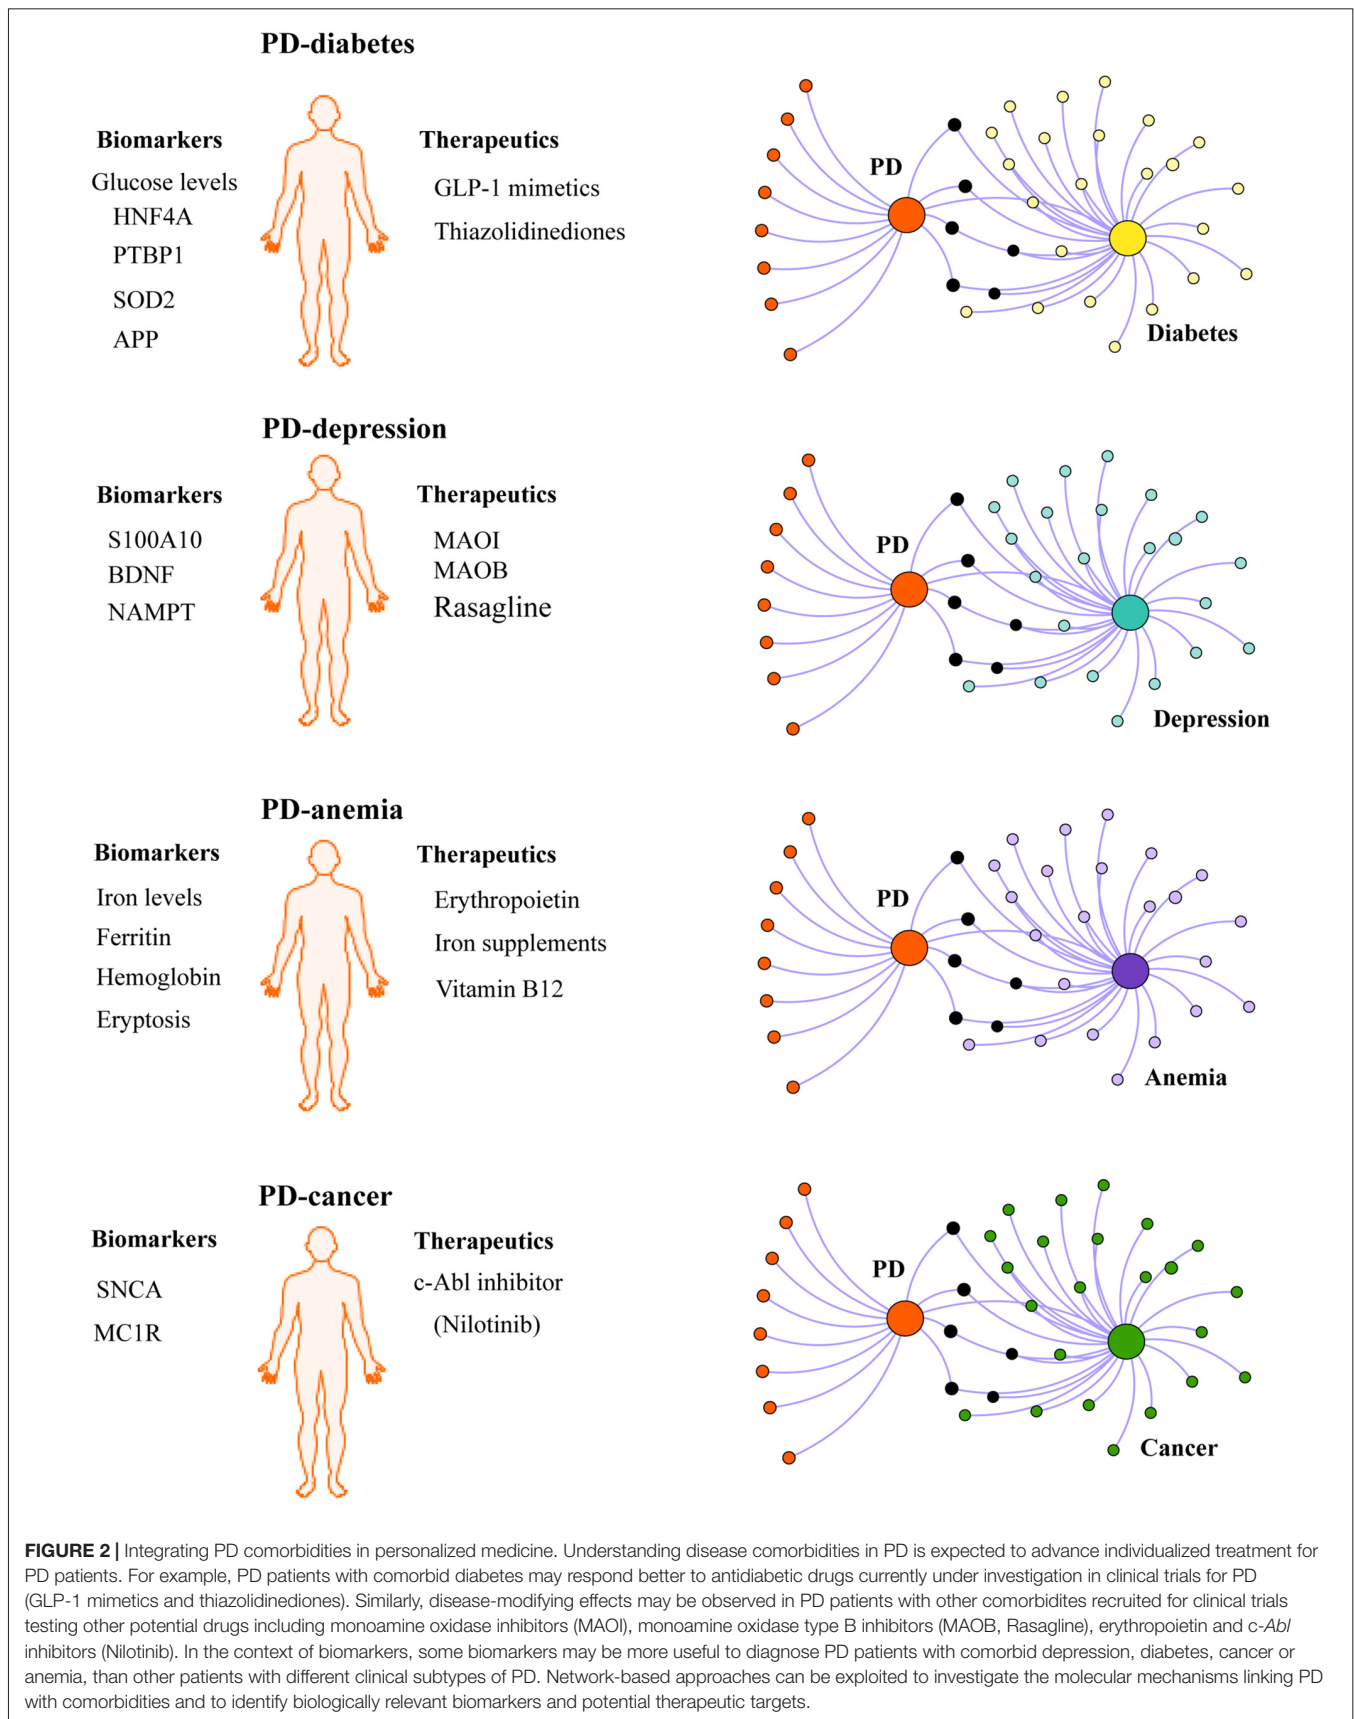 PD-diabetes
Biomarkers
Glucose levels
HNF4A
PTBP1
SOD2
APP
Therapeutics
GLP-1 mimetics
Thiazolidinediones
PD
Diabetes
PD-depression
Biomarkers
S100A10
BDNF
NAMPT
Therapeutics
MAOI
MAOB
Rasagline
PD
Depression
PD-anemia
Biomarkers
Iron levels
Ferritin
Hemoglobin
Eryptosis
Therapeutics
Erythropoietin
Iron supplements
Vitamin B12
PD
Anemia
PD-cancer
Biomarkers
SNCA
MC1R
Therapeutics
c-Abl inhibitor
(Nilotinib)
PD
Cancer
FIGURE 2 | Integrating PD comorbidities in personalized medicine. Understanding disease comorbidities in PD is expected to advance individualized treatment for
PD patients. For example, PD patients with comorbid diabetes may respond better to antidiabetic drugs currently under investigation in clinical trials for PD
(GLP-1 mimetics and thiazolidinediones). Similarly, disease-modifying effects may be observed in PD patients with other comorbidites recruited for clinical trials
testing other potential drugs including monoamine oxidase inhibitors (MAOI), monoamine oxidase type B inhibitors (MAOB, Rasagline), erythropoietin and c-Abl
inhibitors (Nilotinib). In the context of biomarkers, some biomarkers may be more useful to diagnose PD patients with comorbid depression, diabetes, cancer or
anemia, than other patients with different clinical subtypes of PD. Network-based approaches can be exploited to investigate the molecular mechanisms linking PD
with comorbidities and to identify biologically relevant biomarkers and potential therapeutic targets.